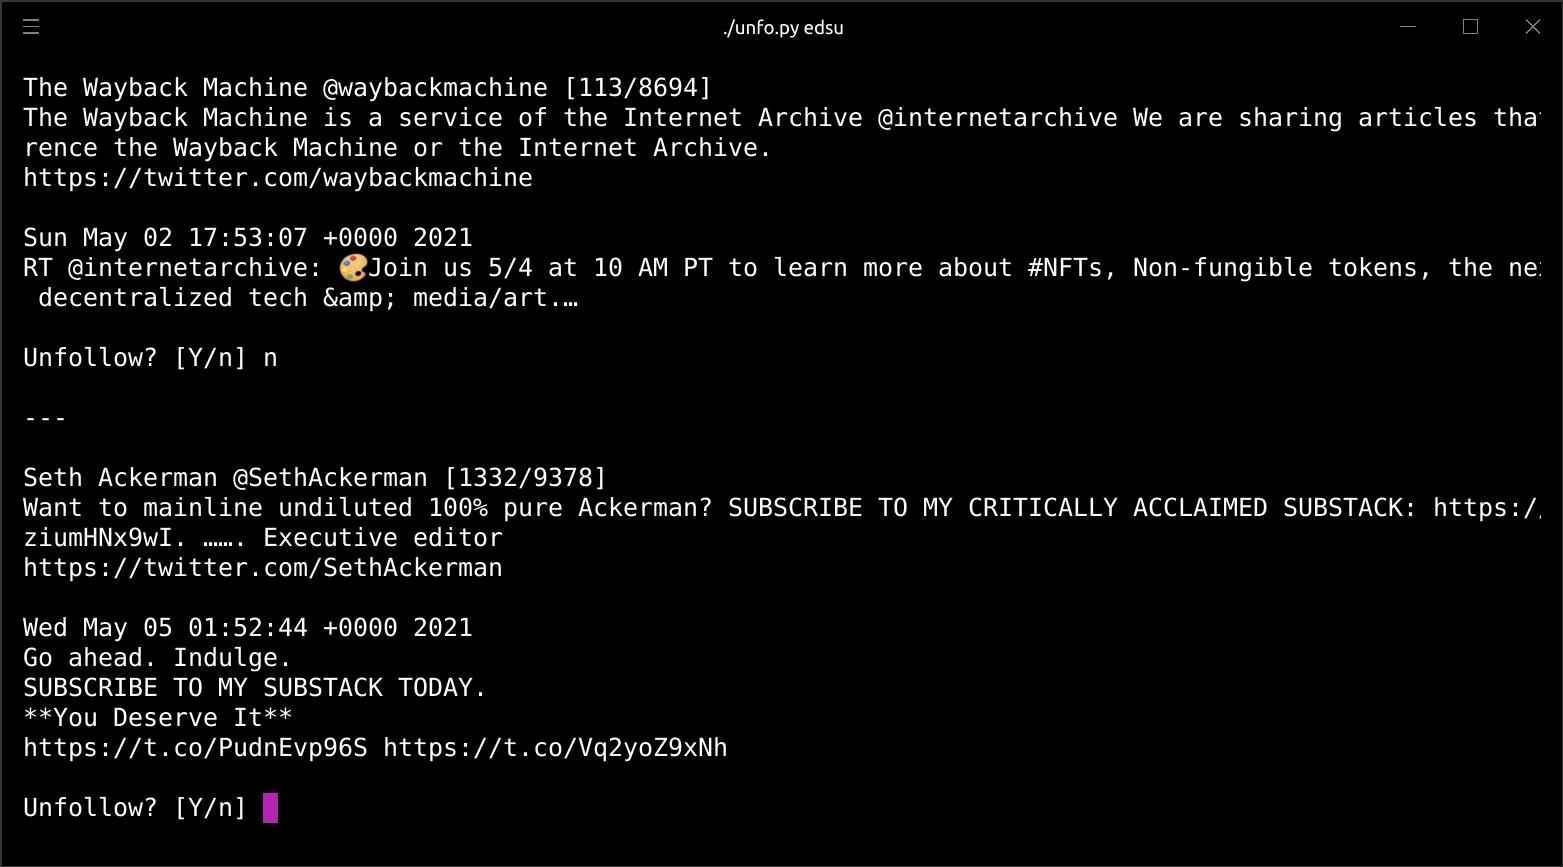 ./unfo.py edsu
The Wayback Machine @waybackmachine [113/8694]
The Wayback Machine is a service of the Internet Archive @internetarchive We are sharing articles tha
rence the Wayback Machine or the Internet Archive.
https://twitter.com/waybackmachine
Sun May 02 17:53:07 +0000 2021
RT @internetarchive: 🎨Join us 5/4 at 10 AM PT to learn more about #NFTs, Non-fungible tokens, the ne
decentralized tech &amp; media/art.…
Unfollow? [Y/n] n
---
Seth Ackerman @SethAckerman [1332/9378]
Want to mainline undiluted 100% pure Ackerman? SUBSCRIBE TO MY CRITICALLY ACCLAIMED SUBSTACK: https:/
ziumHNx9wI. ……. Executive editor
https://twitter.com/SethAckerman
Wed May 05 01:52:44 +0000 2021
Go ahead. Indulge.
SUBSCRIBE TO MY SUBSTACK TODAY.
**You Deserve It**
https://t.co/PudnEvp96S https://t.co/Vq2yoZ9xNh
Unfollow? [Y/n]